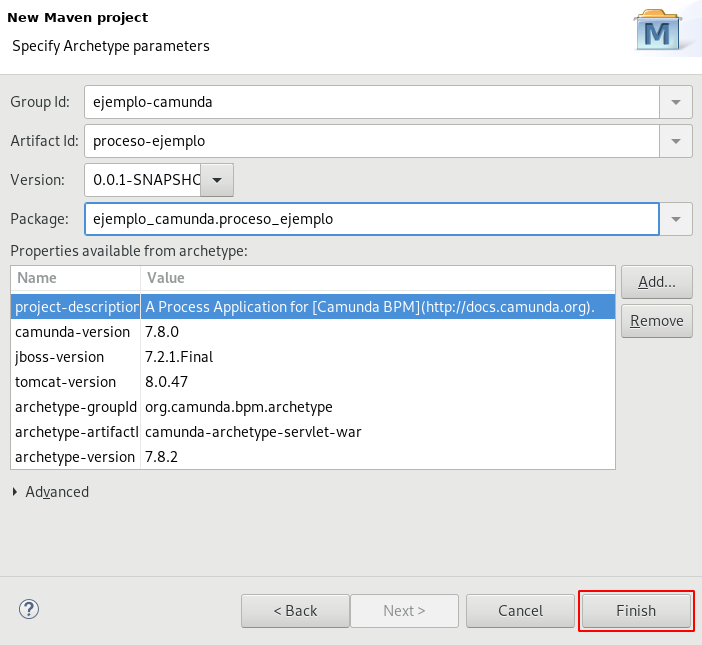 New Maven project
Specify Archetype parameters
M
Group Id: ejemplo-camunda
Artifact Id: proceso-ejemplo
Version: 0.0.1-SNAPSHO
Package: ejemplo_camunda.proceso_ejemplo
Properties available from archetype:
Name Value
project-description A Process Application for [Camunda BPM](http://docs.camunda.org).
camunda-version 7.8.0
jboss-version 7.2.1.Final
tomcat-version 8.0.47
archetype-groupId org.camunda.bpm.archetype
archetype-artifactI camunda-archetype-servlet-war
archetype-version 7.8.2
Add...
Remove
Advanced
? < Back Next > Cancel Finish